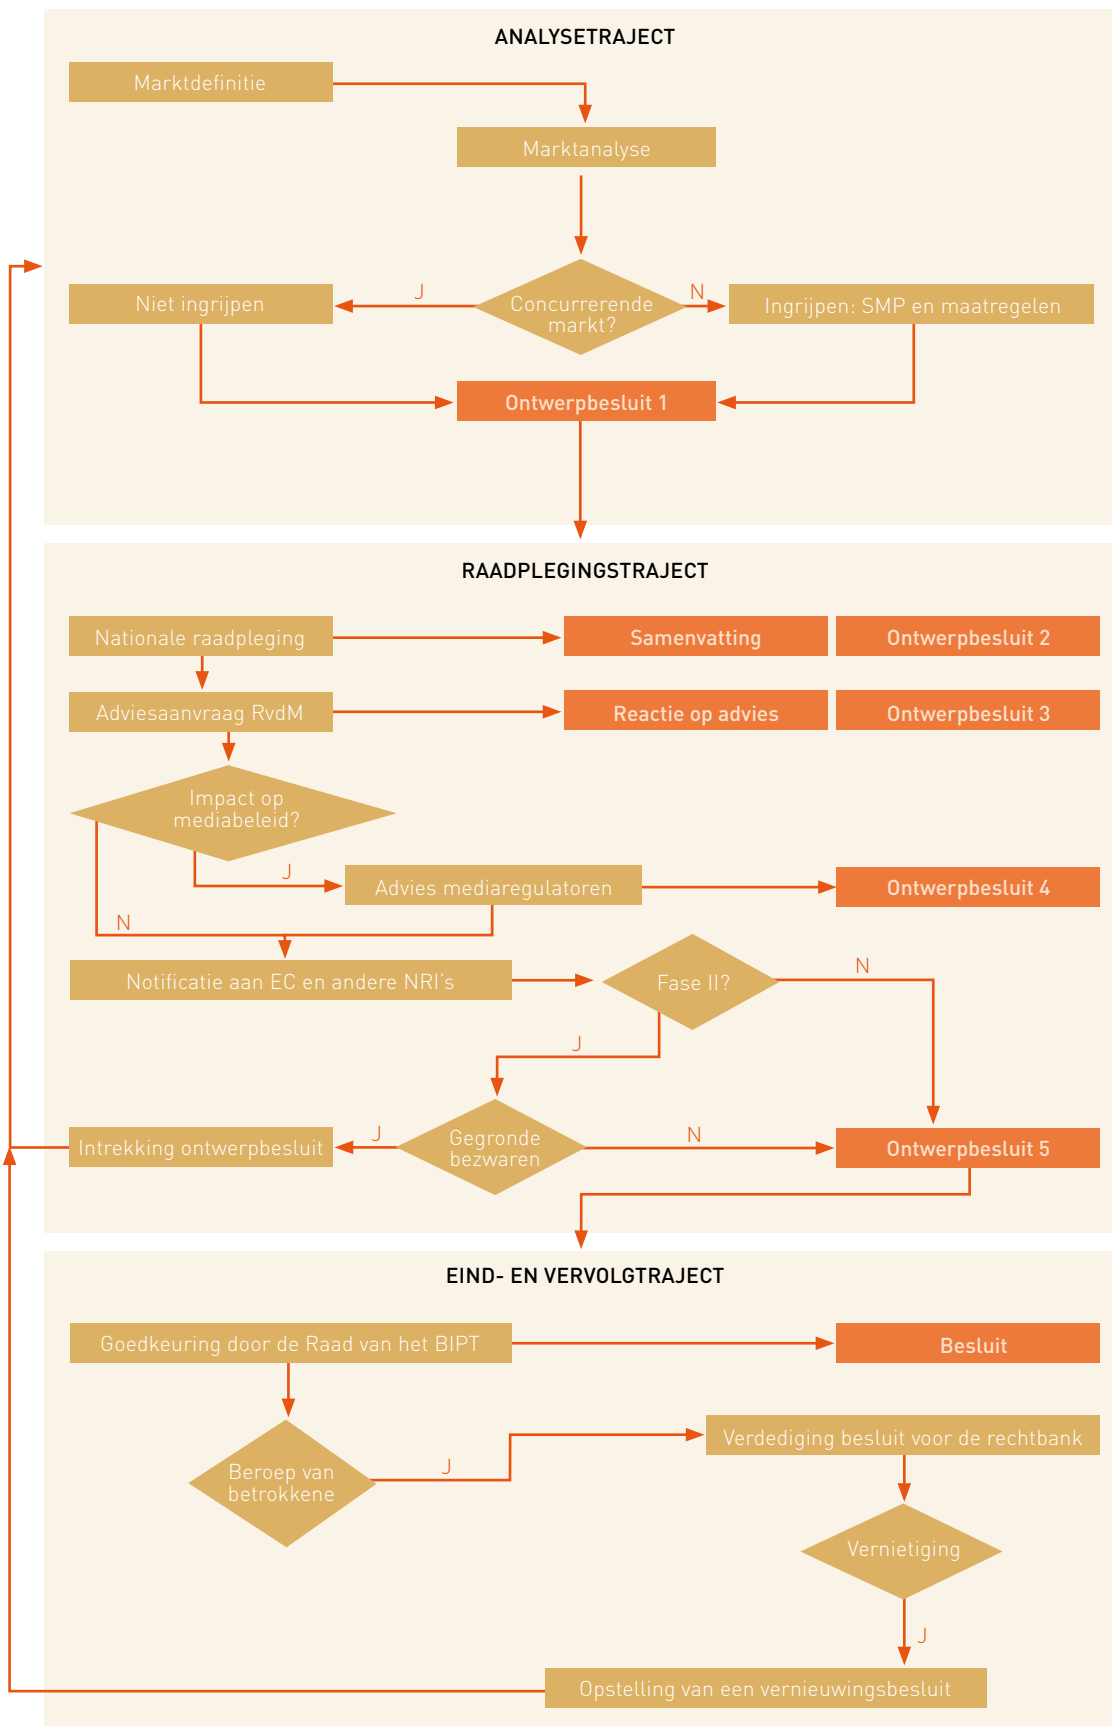 ANALYSETRAJECT
Marktdefinitie
Marktanalyse
Niet ingrijpen
J
Concurrerende
markt?
N
Ingrijpen: SMP en maatregelen
Ontwerpbesluit 1
RAADPLEGINGSTRAJECT
Nationale raadpleging
Samenvatting
Ontwerpbesluit 2
Adviesaanvraag RvdM
Reactie op advies
Ontwerpbesluit 3
Impact op
mediabeleid?
J
Advies mediaregulatoren
Ontwerpbesluit 4
N
Notificatie aan EC en andere NRI's
Fase II?
N
J
Intrekking ontwerpbesluit
J
Gegronde
bezwaren
N
Ontwerpbesluit 5
EIND- EN VERVOLGTRAJECT
Goedkeuring door de Raad van het BIPT
Besluit
Beroep van
betrokkene
J
Verdediging besluit voor de rechtbank
Vernietiging
J
Opstelling van een vernieuwingsbesluit